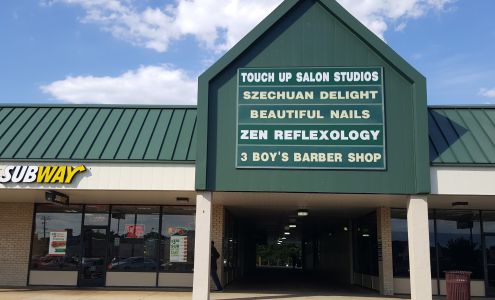 TOUCH UP SALON STUDIOS
SZECHUAN DELIGHT
BEAUTIFUL NAILS
ZEN REFLEXOLOGY
3 BOY'S BARBER SHOP
SUBWAY